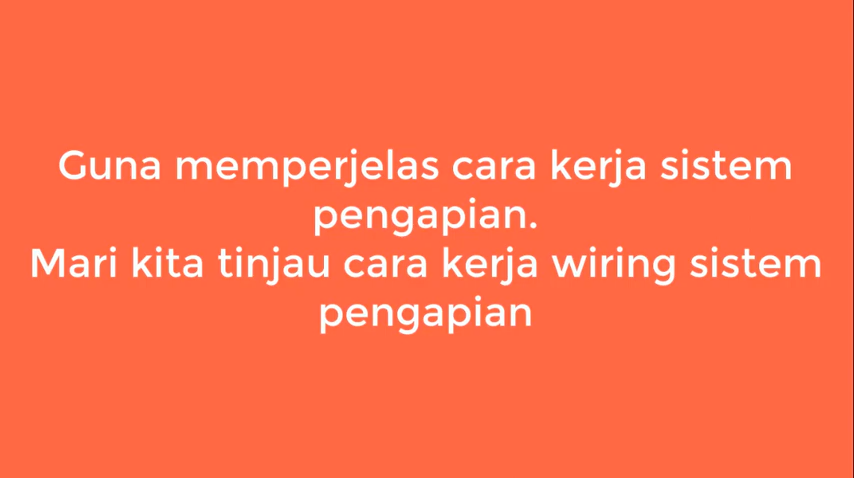 Guna memperjelas cara kerja sistem
pengapian.
Mari kita tinjau cara kerja wiring sistem
pengapian